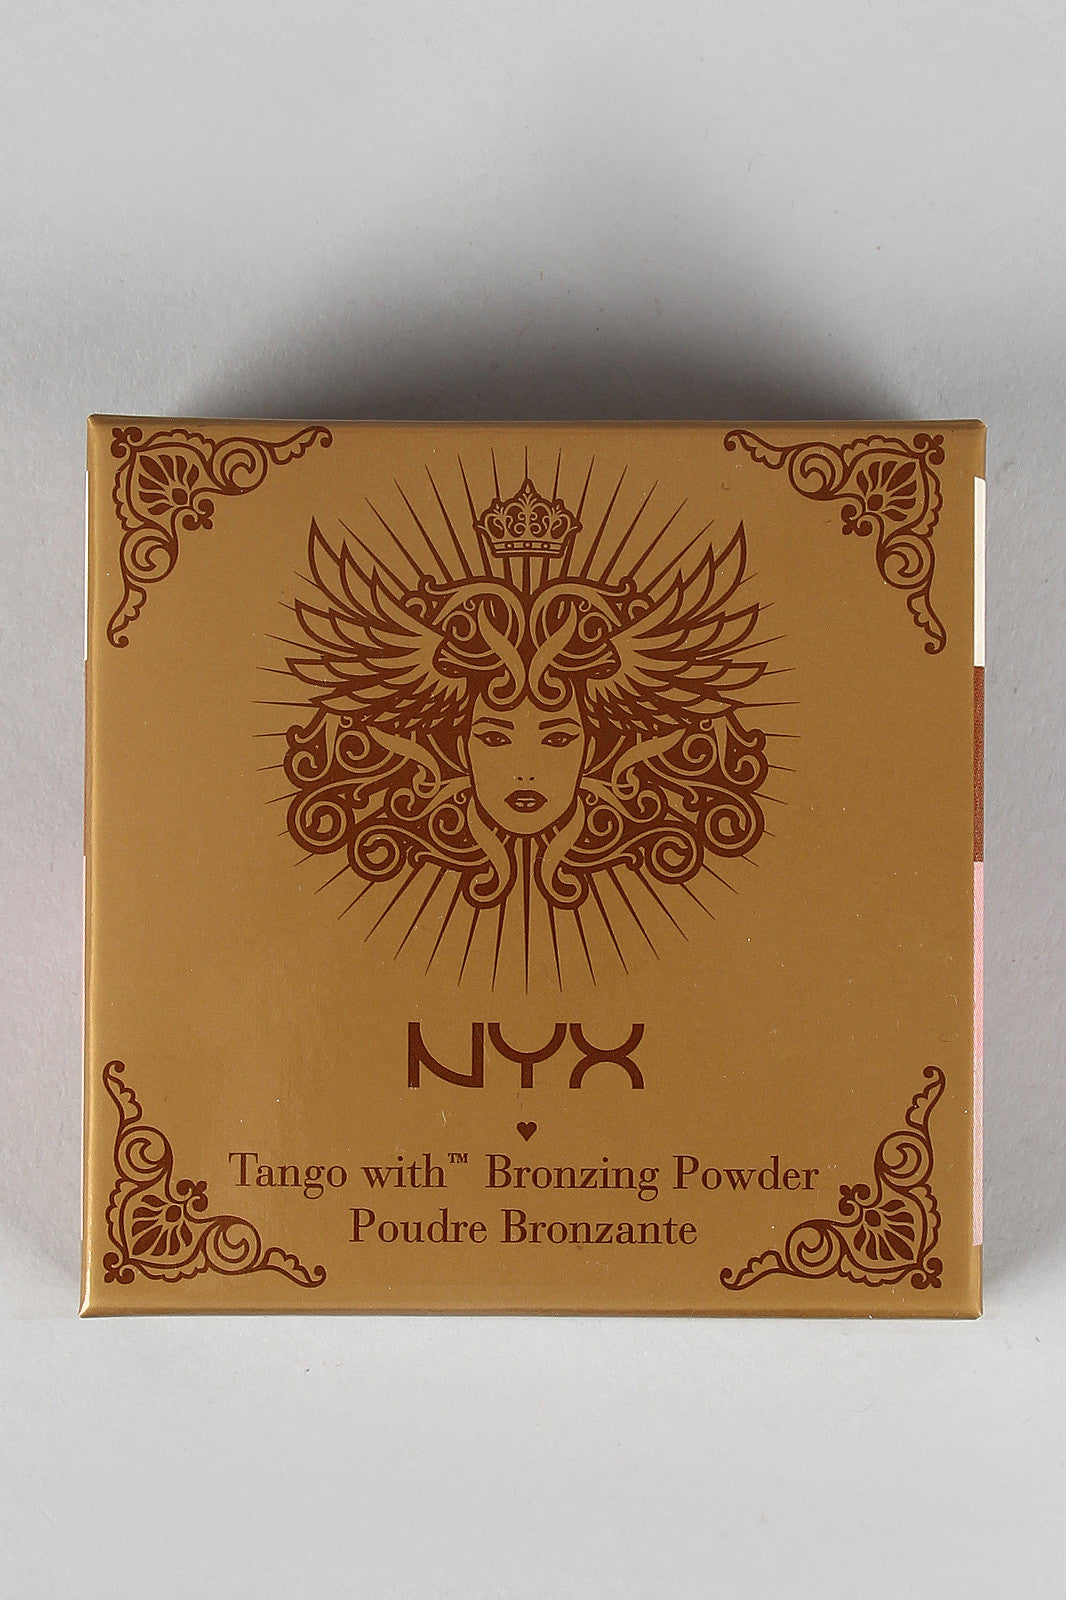 NYX
Tango with™ Bronzing Powder
Poudre Bronzante